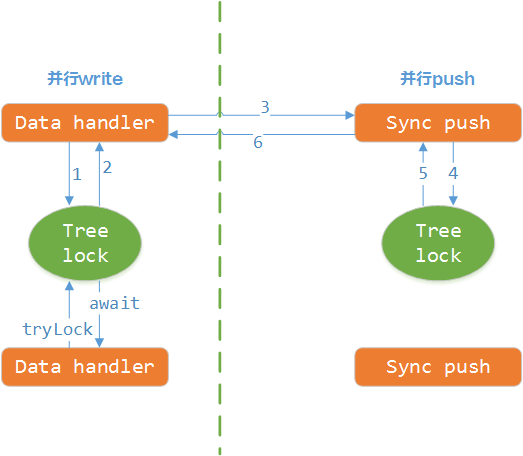 并行write
并行push
Data handler
3
Sync push
6
1
2
5
4
Tree
lock
Tree
lock
await
tryLock
Data handler
Sync push